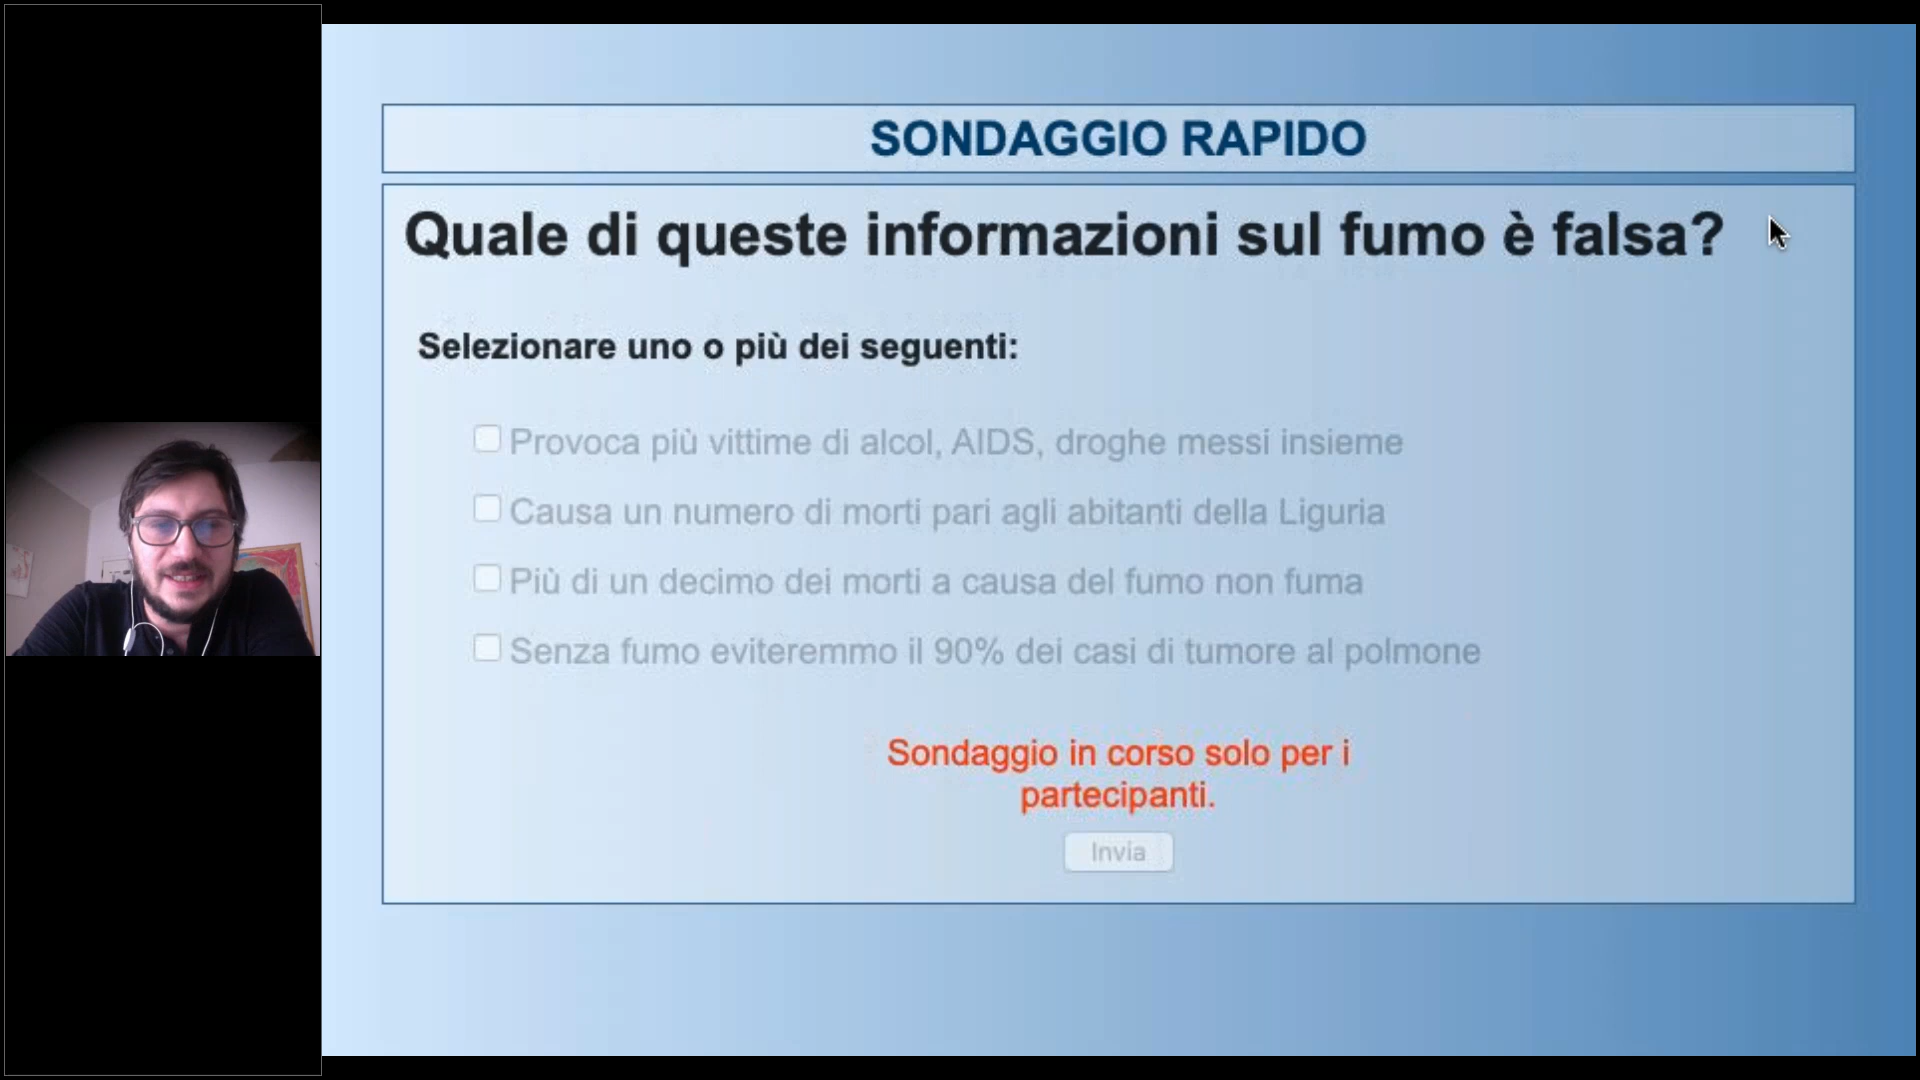 SONDAGGIO RAPIDO
Quale di queste informazioni sul fumo è falsa?
Selezionare uno o più dei seguenti:
Provoca più vittime di alcol, AIDS, droghe messi insieme
Causa un numero di morti pari agli abitanti della Liguria
Più di un decimo dei morti a causa del fumo non fuma
Senza fumo eviteremmo il 90% dei casi di tumore al polmone
Sondaggio in corso solo per i
partecipanti.
Invia